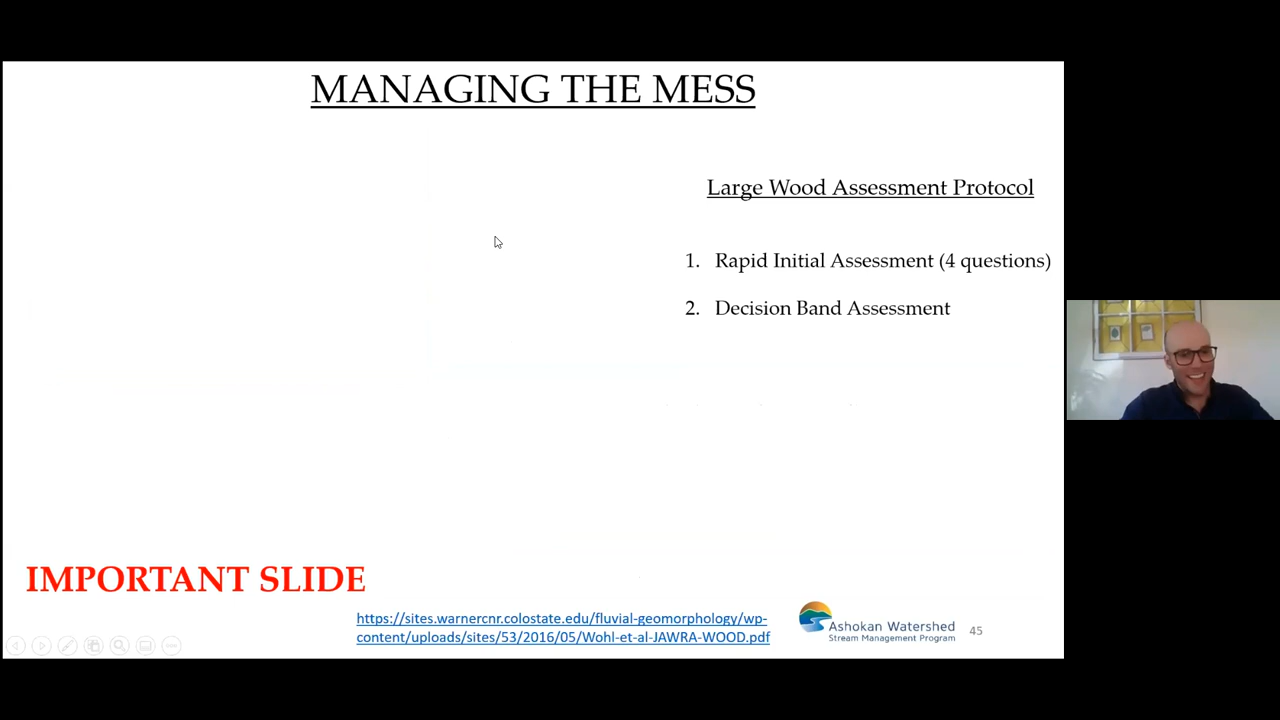 MANAGING THE MESS
Large Wood Assessment Protocol
1. Rapid Initial Assessment (4 questions)
2. Decision Band Assessment
IMPORTANT SLIDE
https://sites.warnercnr.colostate.edu/fluvial-geomorphology/wp-
content/uploads/sites/53/2016/05/Wohl-et-al-JAWRA-WOOD.pdf
Ashokan Watershed
Stream Management Program
45